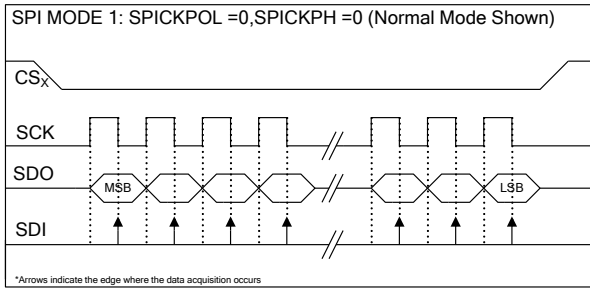 SPI MODE 1: SPICKPOL =0,SPICKPH =0 (Normal Mode Shown)
CSX
SCK
SDO
MSB
LSB
SDI
*Arrows indicate the edge where the data acquisition occurs